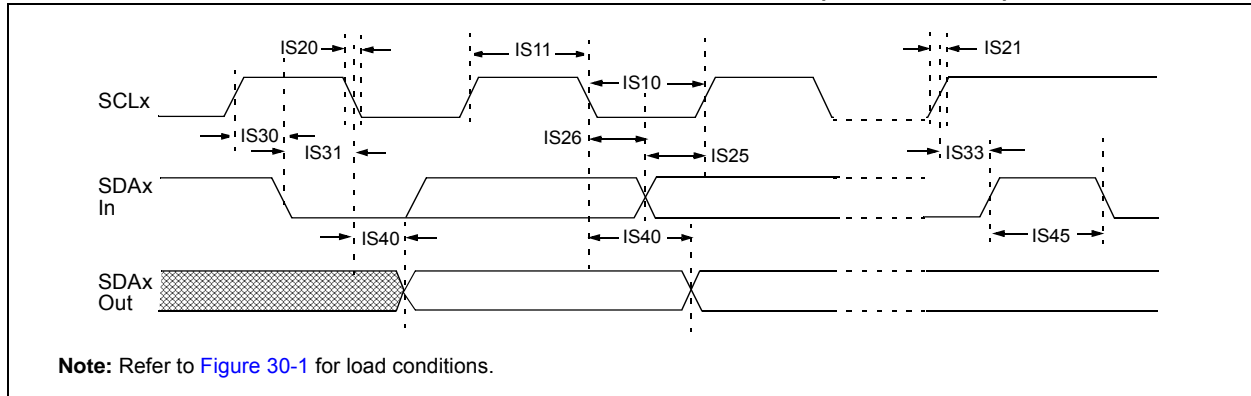 IS20
IS11
IS21
IS10
SCLx
IS30
IS26
IS31
IS25
IS33
SDAx
In
IS40
IS40
IS45
SDAx
Out
Note: Refer to Figure 30-1 for load conditions.